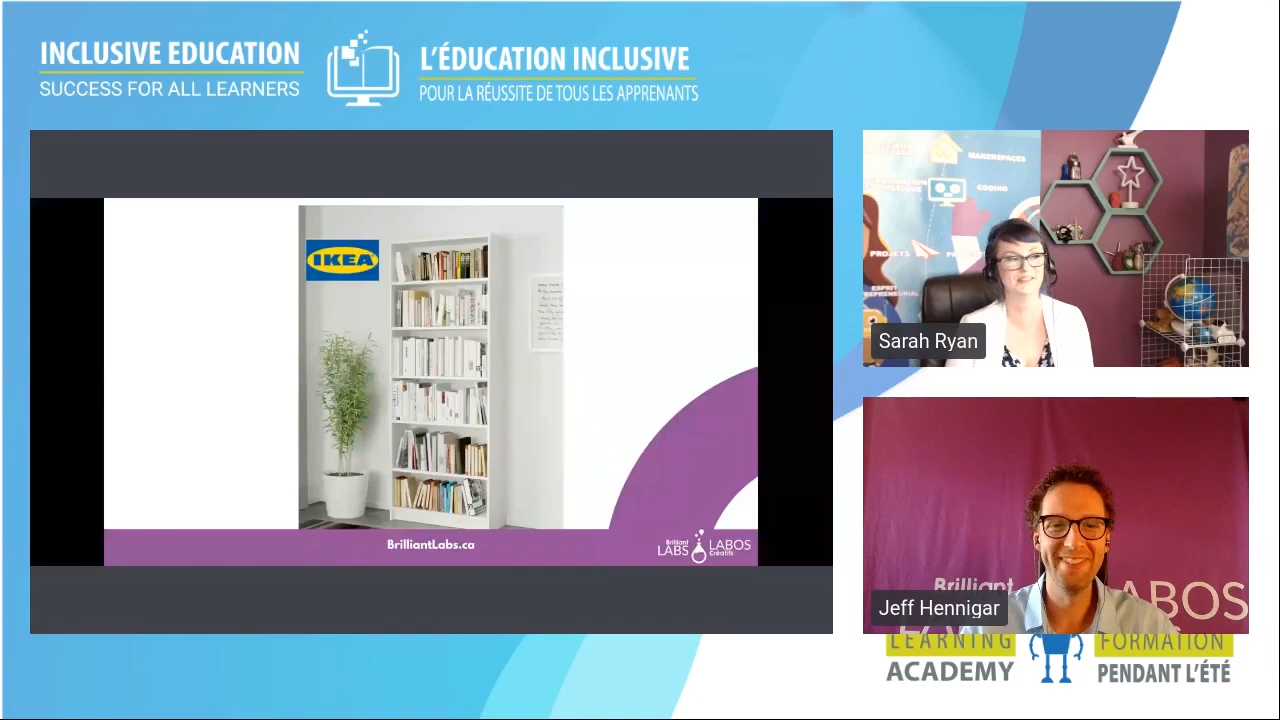 INCLUSIVE EDUCATION
SUCCESS FOR ALL LEARNERS
L'ÉDUCATION INCLUSIVE
POUR LA RÉUSSITE DE TOUS LES APPRENANTS
IKEA
BrilliantLabs.ca
Brilliant
LABS
LABOS
Créatifs
MAKERSPACES
CODING
PROJETS
ESPRIT
Sarah Ryan
Brilliant
Jeff Hennigar
LEARNING
ACADEMY
FORMATION
PENDANT L'ÉTÉ